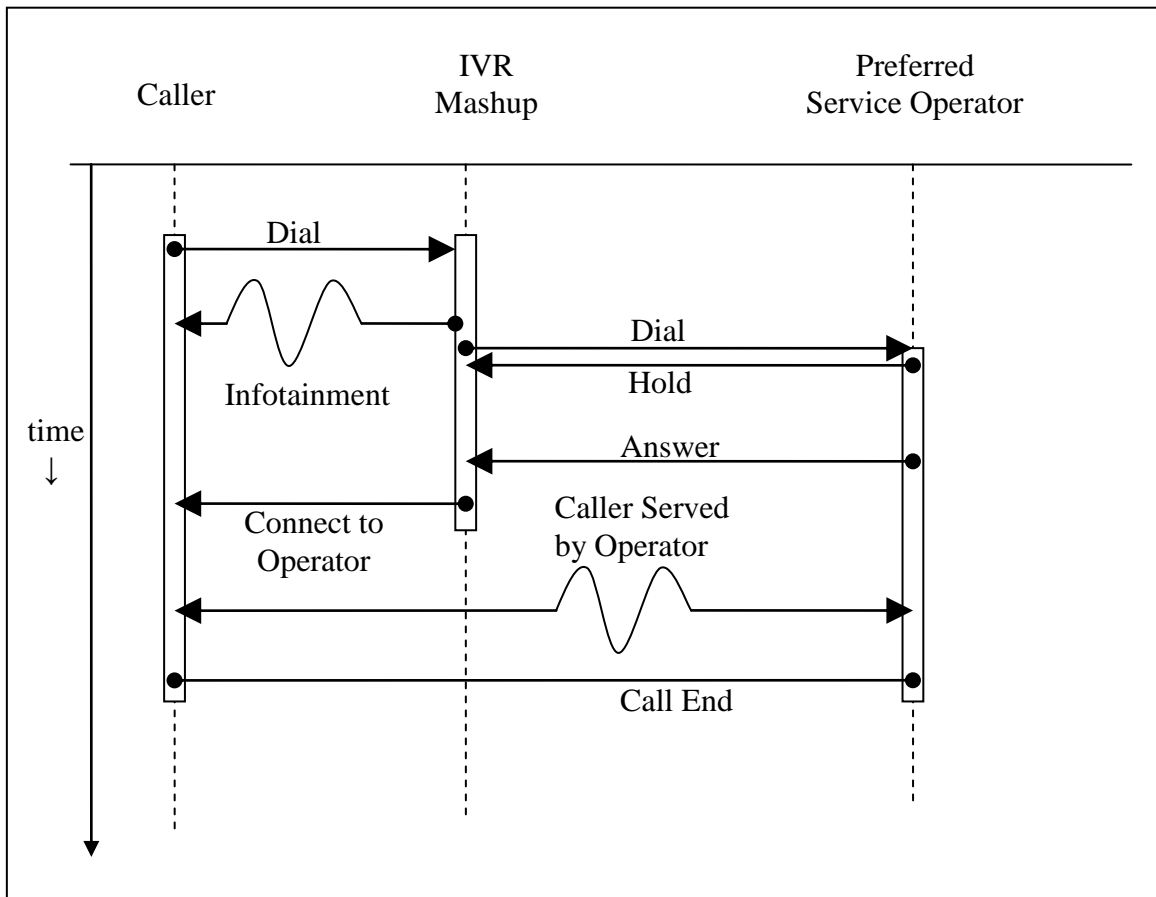 Caller
IVR
Mashup
Preferred
Service Operator
Dial
Dial
Hold
Infotainment
time
↓
Answer
Connect to
Operator
Caller Served
by Operator
Call End